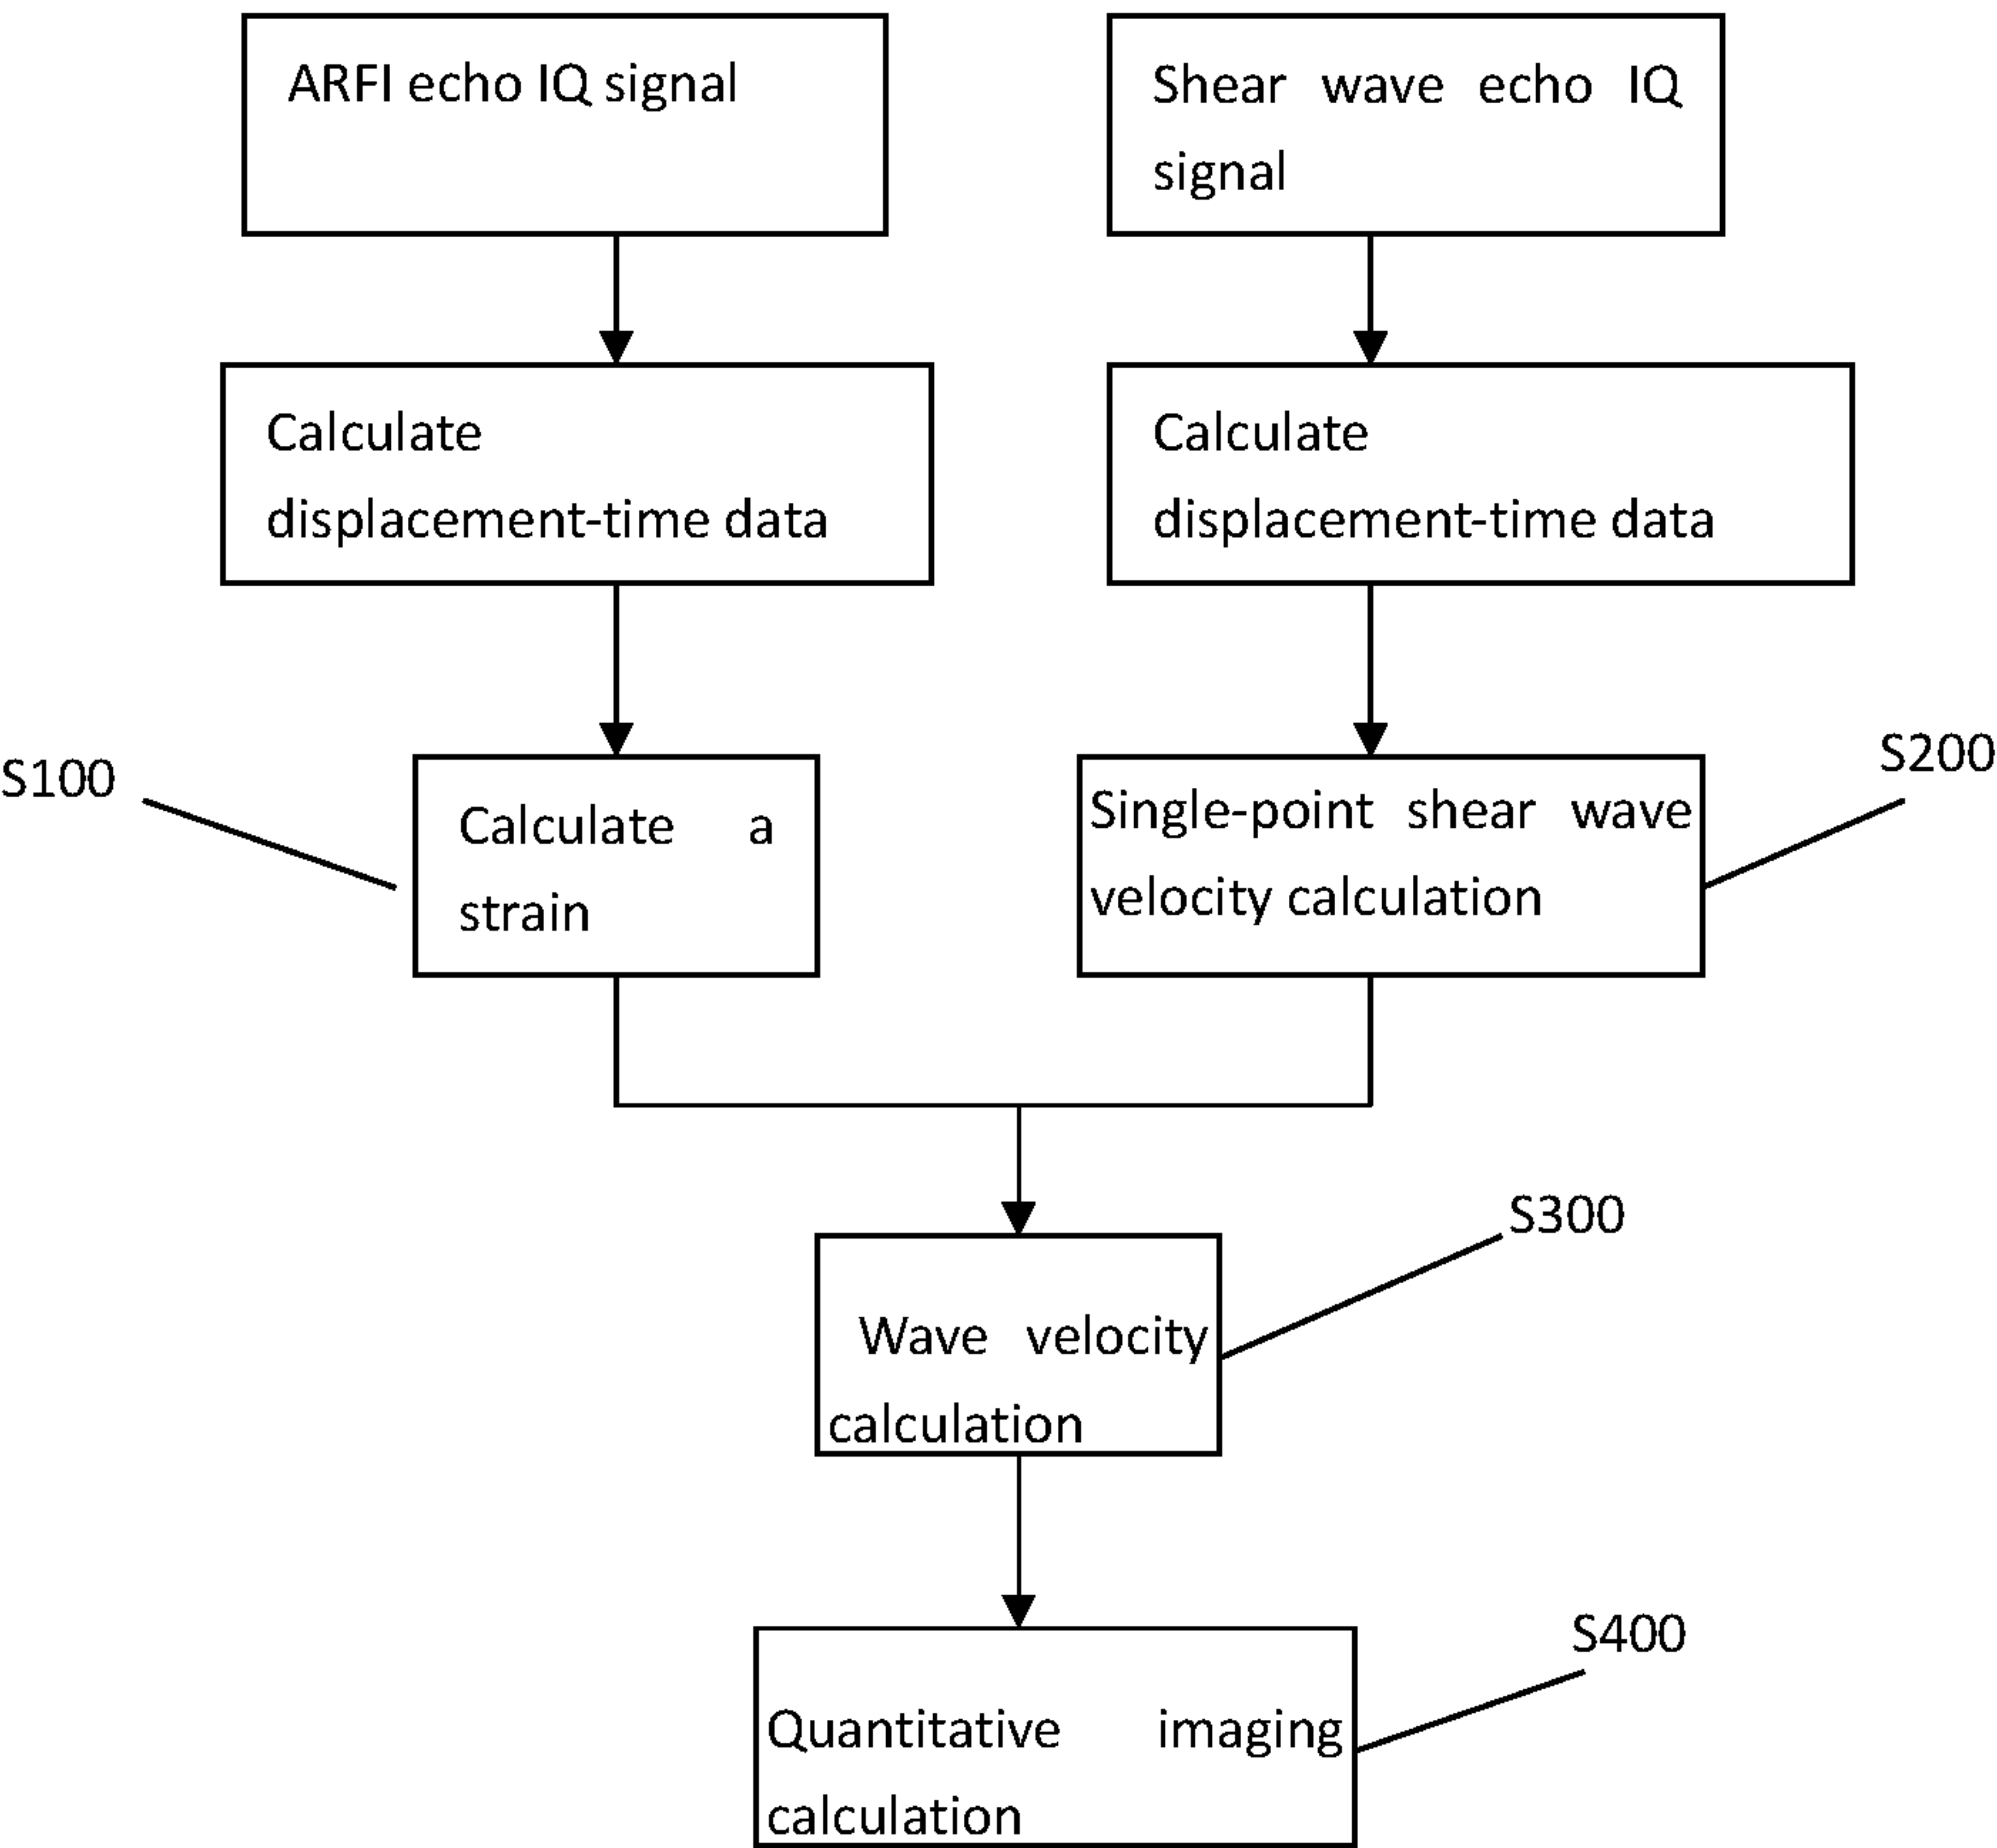 ARFI echo IQ signal
Shear wave echo IQ
signal
Calculate
displacement-time data
Calculate
displacement-time data
S100
Calculate a
strain
Single-point shear wave
velocity calculation
S200
Wave velocity
calculation
S300
Quantitative imaging
calculation
S400